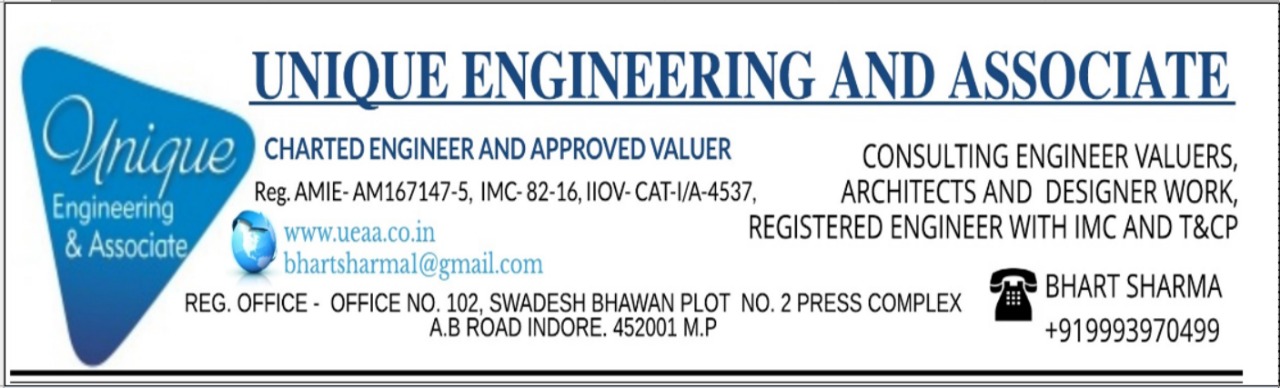 UNIQUE ENGINEERING AND ASSOCIATE
Unique
Engineering
& Associate
CHARTED ENGINEER AND APPROVED VALUER
Reg. AMIE- AM167147-5, IMC- 82-16, IIOV- CAT-I/A-4537,
www.ueaa.co.in
bhartsharma1@gmail.com
CONSULTING ENGINEER VALUERS,
ARCHITECTS AND DESIGNER WORK,
REGISTERED ENGINEER WITH IMC AND T&CP
REG. OFFICE - OFFICE NO. 102, SWADESH BHAWAN PLOT NO. 2 PRESS COMPLEX
A.B ROAD INDORE. 452001 M.P
BHART SHARMA
+919993970499